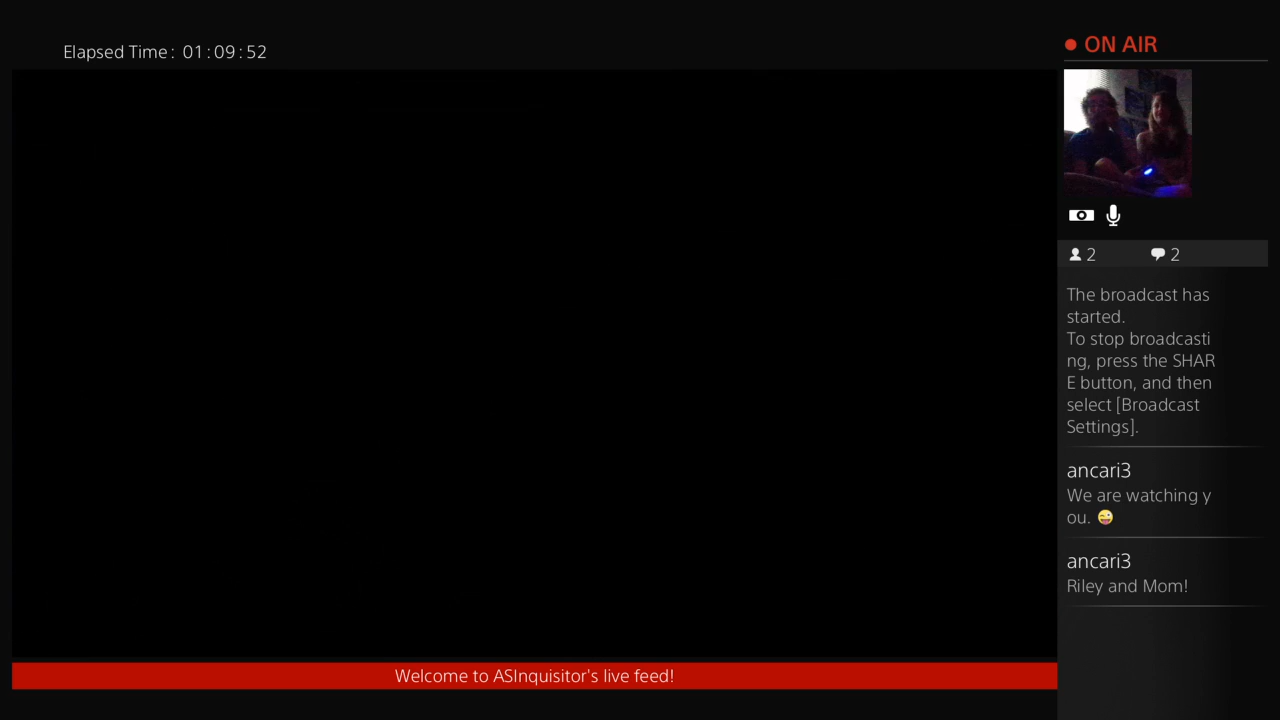 Elapsed Time: 01:09:52
ON AIR
2 2
The broadcast has
started.
To stop broadcasti
ng, press the SHAR
E button, and then
select [Broadcast
Settings].
ancari3
We are watching y
ou. 😜
ancari3
Riley and Mom!
Welcome to ASInquisitor's live feed!